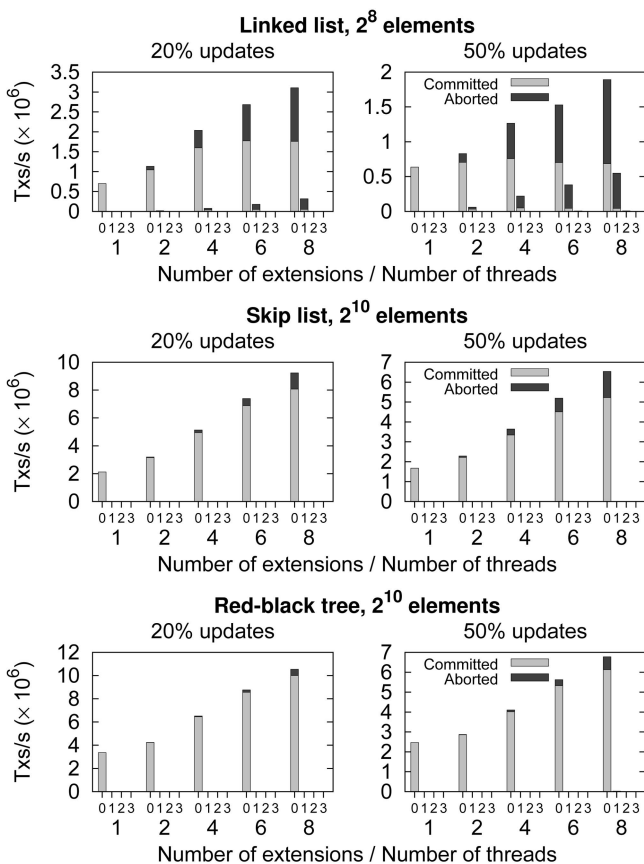 Linked list, 2^8 elements
20% updates
50% updates
Txs/s (× 10^6)
3.5
3
2.5
2
1.5
1
0.5
0
2
1.5
1
0.5
0
Committed
Aborted
0123 0123 0123 0123 0123
1 2 4 6 8
0123 0123 0123 0123 0123
1 2 4 6 8
Number of extensions / Number of threads
Skip list, 2^10 elements
20% updates
50% updates
Txs/s (× 10^6)
10
8
6
4
2
0
7
6
5
4
3
2
1
0
Committed
Aborted
0123 0123 0123 0123 0123
1 2 4 6 8
0123 0123 0123 0123 0123
1 2 4 6 8
Number of extensions / Number of threads
Red-black tree, 2^10 elements
20% updates
50% updates
Txs/s (× 10^6)
12
10
8
6
4
2
0
7
6
5
4
3
2
1
0
Committed
Aborted
0123 0123 0123 0123 0123
1 2 4 6 8
0123 0123 0123 0123 0123
1 2 4 6 8
Number of extensions / Number of threads